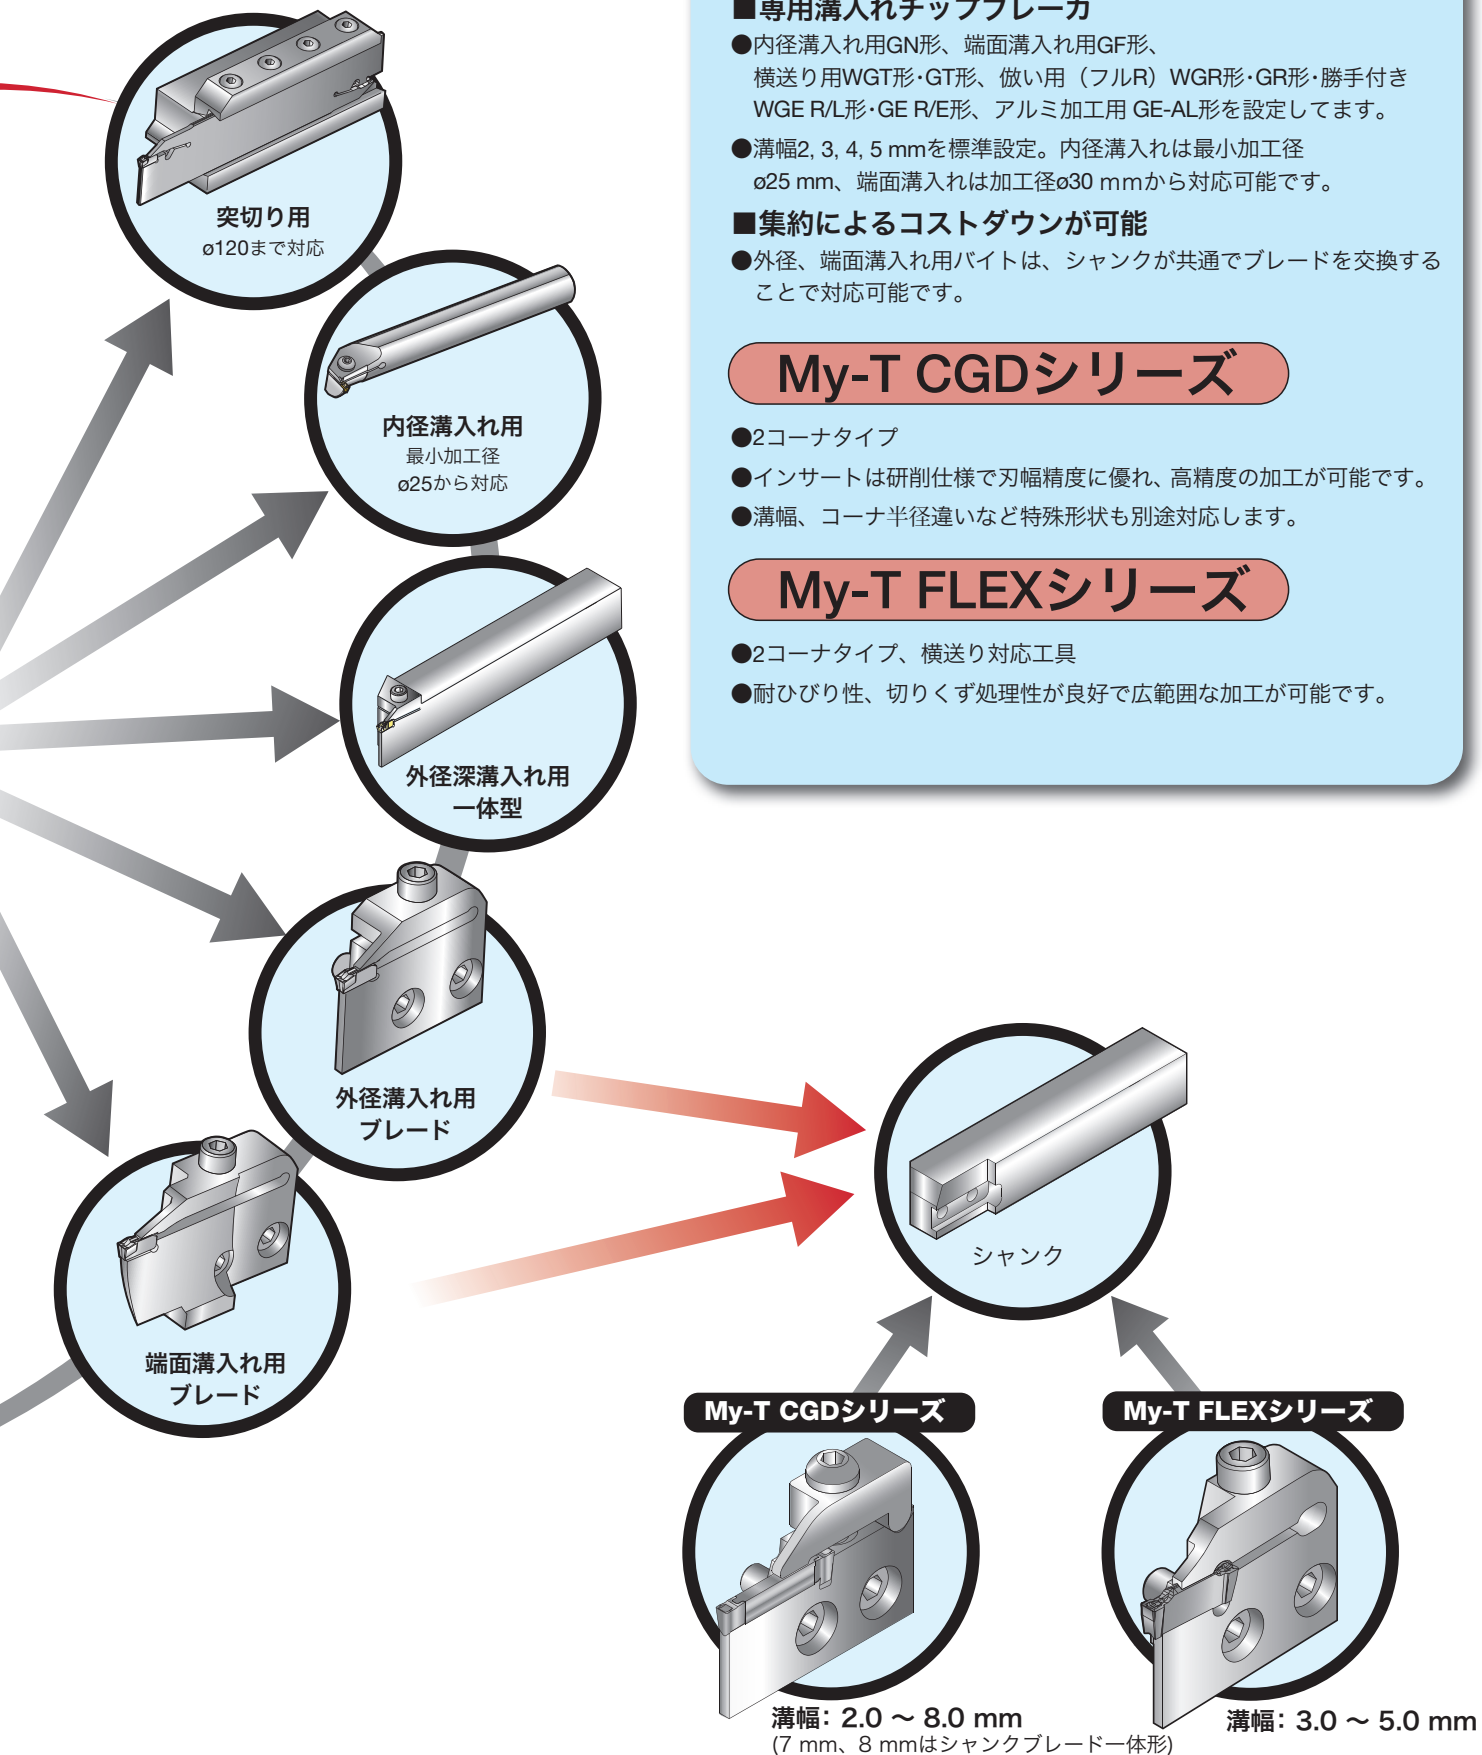 ■専用溝入れチップブレーカ
●内径溝入れ用GN形、端面溝入れ用GF形、
横送り用WGT形･GT形、倣い用（フルR）WGR形･GR形･勝手付き
WGE R/L形･GE R/E形、アルミ加工用 GE-AL形を設定してます。
●溝幅2, 3, 4, 5 mmを標準設定。内径溝入れは最小加工径
ø25 mm、端面溝入れは加工径ø30 mmから対応可能です。
■集約によるコストダウンが可能
●外径、端面溝入れ用バイトは、シャンクが共通でブレードを交換する
ことで対応可能です。
My-T CGDシリーズ
●2コーナタイプ
●インサートは研削仕様で刃幅精度に優れ、高精度の加工が可能です。
●溝幅、コーナ半径違いなど特殊形状も別途対応します。
My-T FLEXシリーズ
●2コーナタイプ、横送り対応工具
●耐ひびり性、切りくず処理性が良好で広範囲な加工が可能です。
突切り用
ø120まで対応
内径溝入れ用
最小加工径
ø25から対応
外径深溝入れ用
一体型
外径溝入れ用
ブレード
端面溝入れ用
ブレード
シャンク
My-T CGDシリーズ
溝幅：2.0 ～ 8.0 mm
(7 mm、8 mmはシャンクブレード一体形)
My-T FLEXシリーズ
溝幅：3.0 ～ 5.0 mm